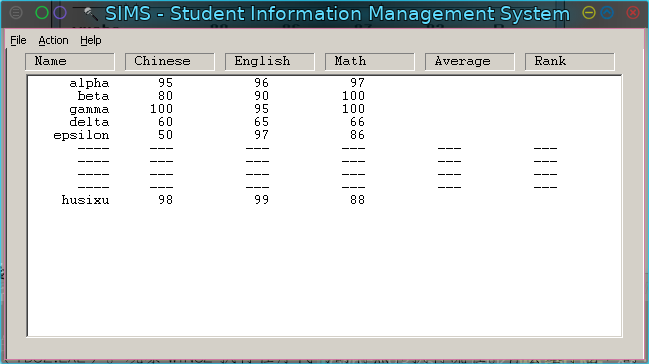 SIMS - Student Information Management System
File Action Help
Name Chinese English Math Average Rank
alpha 95 96 97
beta 80 90 100
gamma 100 95 100
delta 60 65 66
epsilon 50 97 86
---- --- --- --- --- ---
---- --- --- --- --- ---
---- --- --- --- --- ---
---- --- --- --- --- ---
husixu 98 99 88